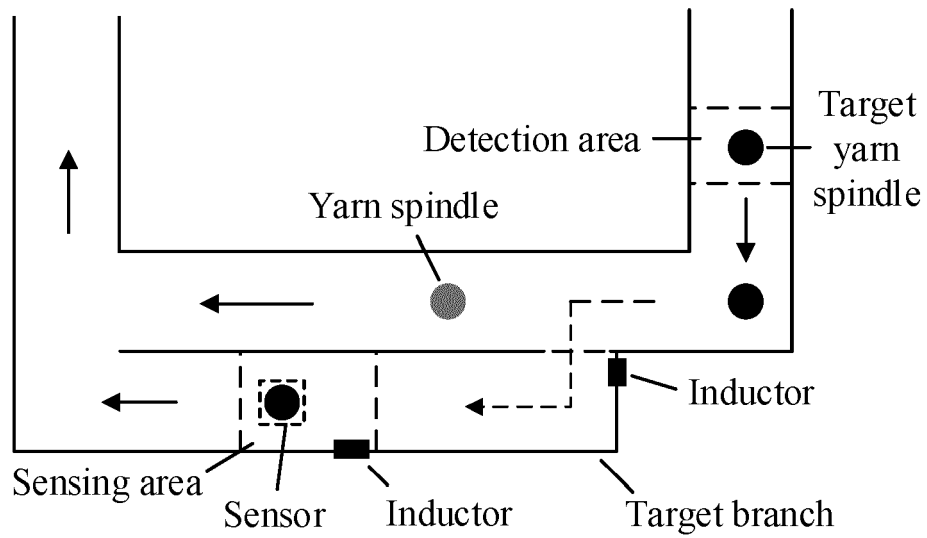 Detection area
Target
yarn
spindle
Yarn spindle
Inductor
Sensing area
Sensor
Inductor
Target branch